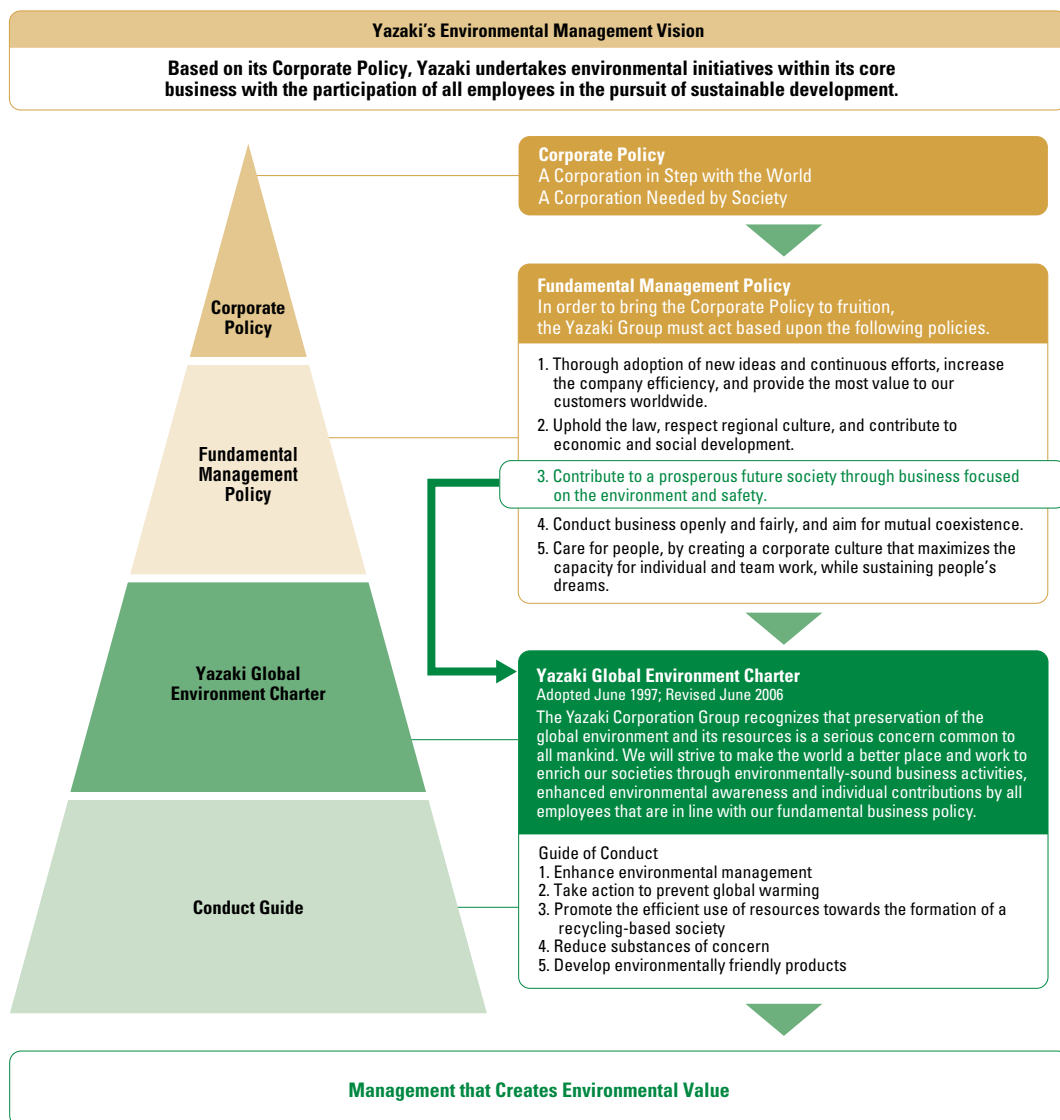 Yazaki's Environmental Management Vision
Based on its Corporate Policy, Yazaki undertakes environmental initiatives within its core
business with the participation of all employees in the pursuit of sustainable development.
Corporate
Policy
Fundamental
Management
Policy
Yazaki Global
Environment Charter
Conduct Guide
Corporate Policy
A Corporation in Step with the World
A Corporation Needed by Society
Fundamental Management Policy
In order to bring the Corporate Policy to fruition,
the Yazaki Group must act based upon the following policies.
1. Thorough adoption of new ideas and continuous efforts, increase
the company efficiency, and provide the most value to our
customers worldwide.
2. Uphold the law, respect regional culture, and contribute to
economic and social development.
3. Contribute to a prosperous future society through business focused
on the environment and safety.
4. Conduct business openly and fairly, and aim for mutual coexistence.
5. Care for people, by creating a corporate culture that maximizes the
capacity for individual and team work, while sustaining people's
dreams.
Yazaki Global Environment Charter
Adopted June 1997; Revised June 2006
The Yazaki Corporation Group recognizes that preservation of the
global environment and its resources is a serious concern common to
all mankind. We will strive to make the world a better place and work to
enrich our societies through environmentally-sound business activities,
enhanced environmental awareness and individual contributions by all
employees that are in line with our fundamental business policy.
Guide of Conduct
1. Enhance environmental management
2. Take action to prevent global warming
3. Promote the efficient use of resources towards the formation of a
recycling-based society
4. Reduce substances of concern
5. Develop environmentally friendly products
Management that Creates Environmental Value